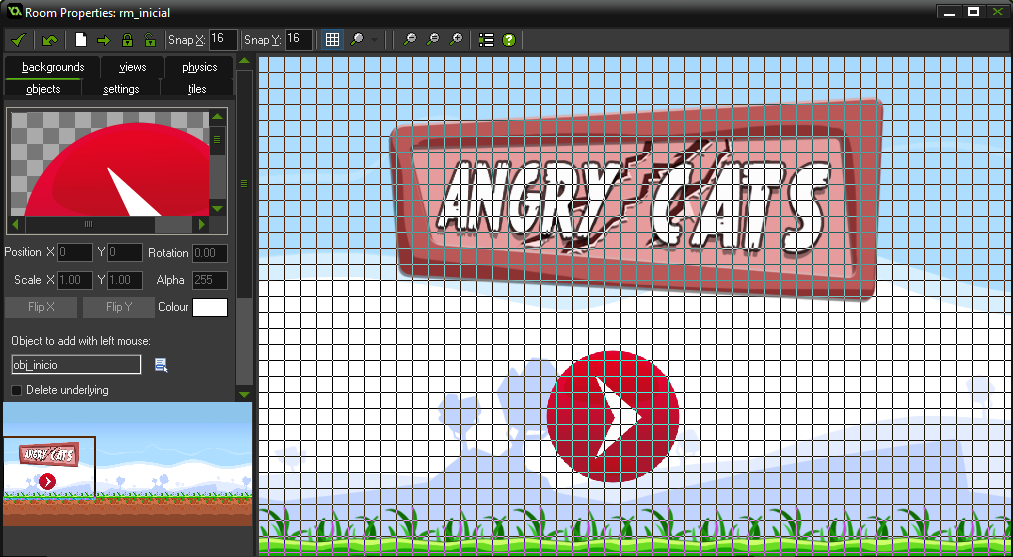 Room Properties: rm_inicial
Snap X: 16 Snap Y: 16
backgrounds views physics
objects settings tiles
Position X 0 Y 0 Rotation 0.00
Scale X 1.00 Y 1.00 Alpha 255
Flip X Flip Y Colour
Object to add with left mouse:
obj_inicio
Delete underlying
ANGRY CATS
ANGRY CATS